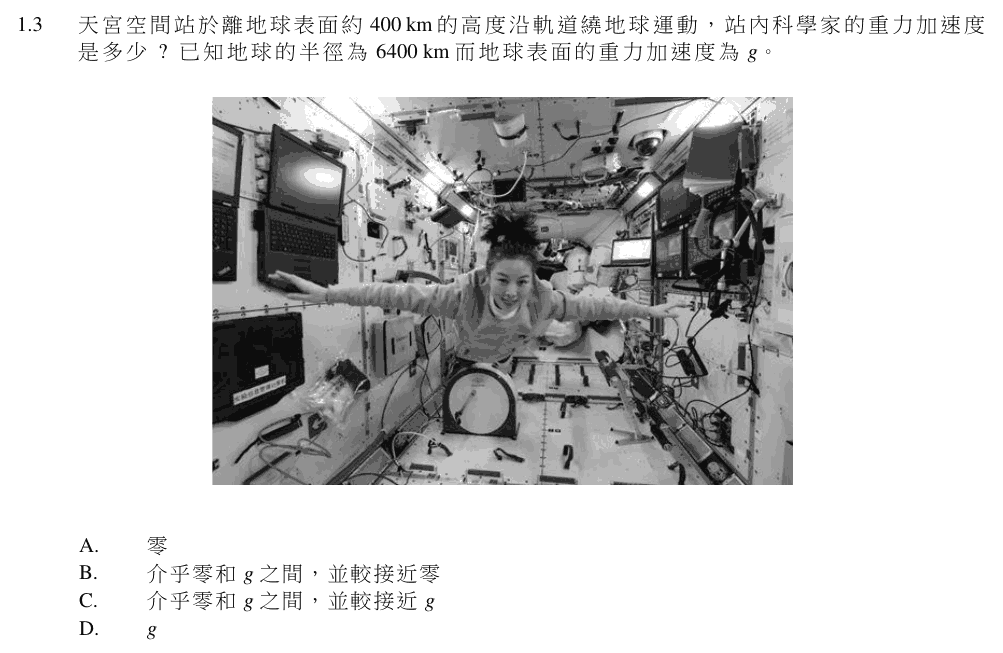 1.3 天宮空間站於離地球表面約 400 km 的高度沿軌道繞地球運動，站內科學家的重力加速度
是多少？已知地球的半徑為 6400 km 而地球表面的重力加速度為 g。
A. 零
B. 介乎零和 g 之間，並較接近零
C. 介乎零和 g 之間，並較接近 g
D. g